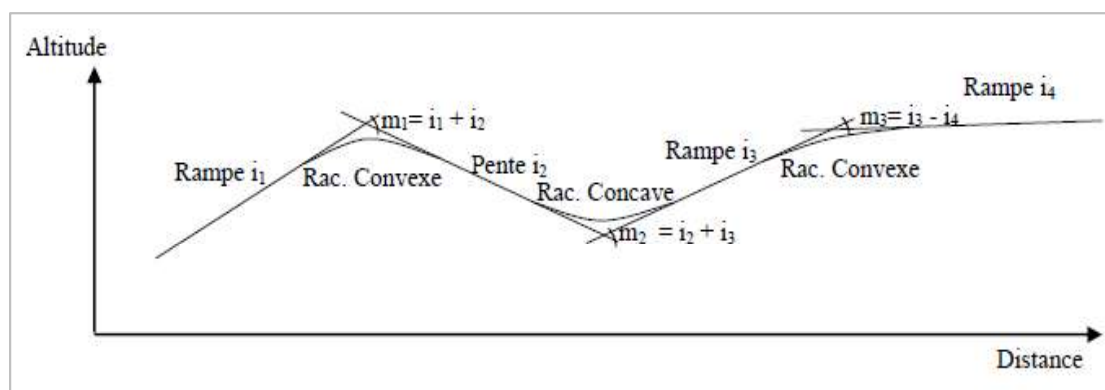 Altitude
Rampe i₄
m₁= i₁ + i₂
m₃= i₃ - i₄
Rampe i₁
Rac. Convexe
Pente i₂
Rampe i₃
Rac. Convexe
Rac. Concave
m₂ = i₂ + i₃
Distance